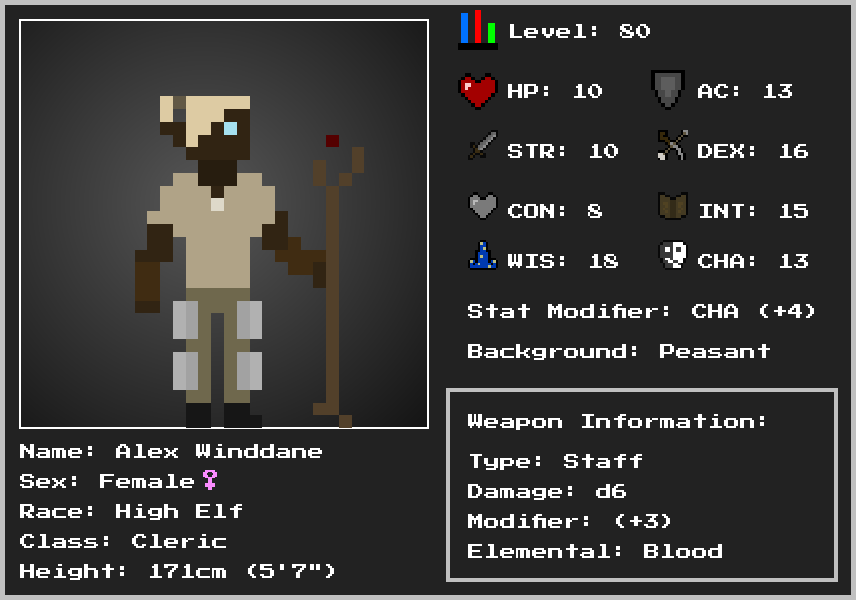 Level: 80
HP: 10 AC: 13
STR: 10 DEX: 16
CON: 8 INT: 15
WIS: 18 CHA: 13
Stat Modifier: CHA (+4)
Background: Peasant
Weapon Information:
Type: Staff
Damage: d6
Modifier: (+3)
Elemental: Blood
Name: Alex Winddane
Sex: Female♀
Race: High Elf
Class: Cleric
Height: 171cm (5'7")